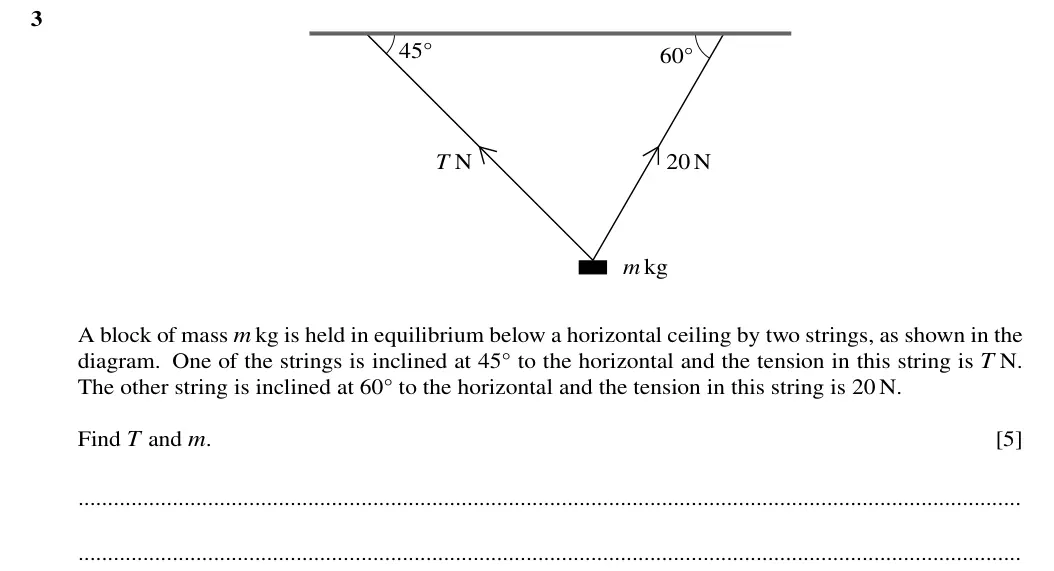 3
45°
60°
T N
20 N
m kg
A block of mass m kg is held in equilibrium below a horizontal ceiling by two strings, as shown in the
diagram. One of the strings is inclined at 45° to the horizontal and the tension in this string is T N.
The other string is inclined at 60° to the horizontal and the tension in this string is 20 N.
Find T and m. [5]